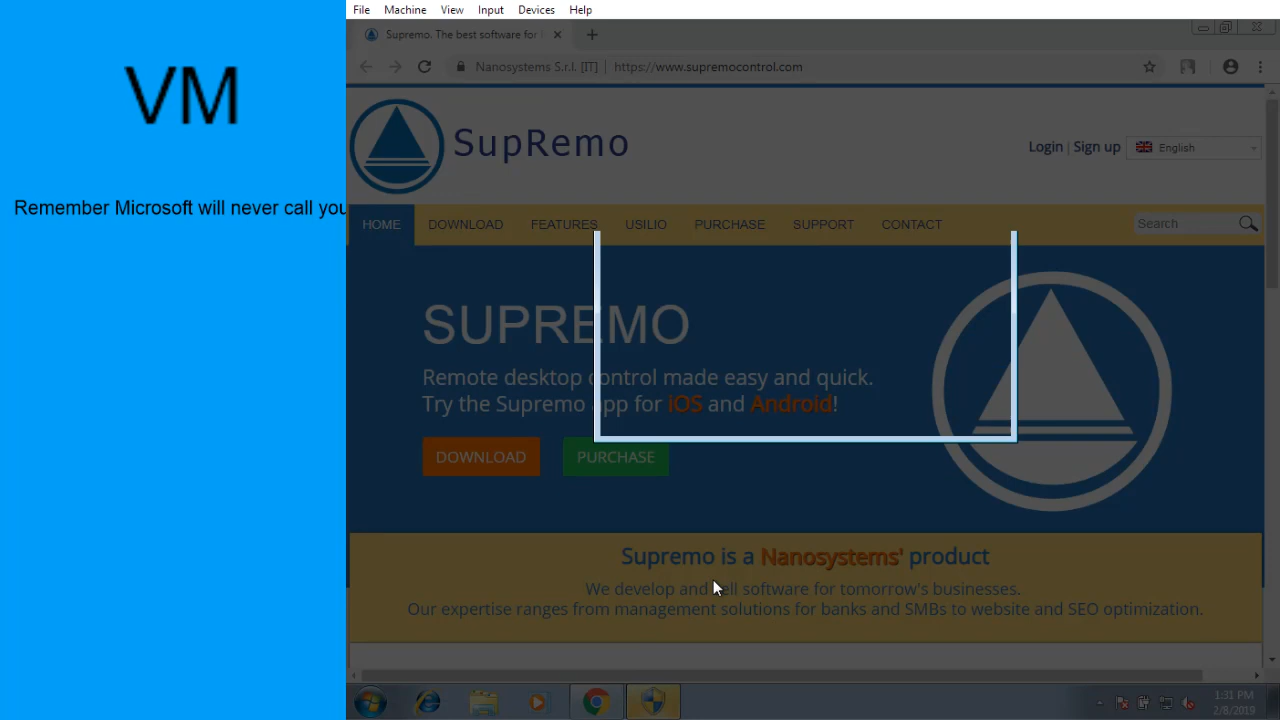 File Machine View Input Devices Help
Supremo. The best software for
VM
Nanosystems S.r.l. [IT] | https://www.supremocontrol.com
SupRemo
Login | Sign up English
Remember Microsoft will never call you
HOME DOWNLOAD FEATURES USILIO PURCHASE SUPPORT CONTACT Search
SUPREMO
Remote desktop control made easy and quick.
Try the Supremo app for iOS and Android!
DOWNLOAD PURCHASE
Supremo is a Nanosystems' product
We develop and sell software for tomorrow's businesses.
Our expertise ranges from management solutions for banks and SMBs to website and SEO optimization.
1:31 PM
2/8/2019